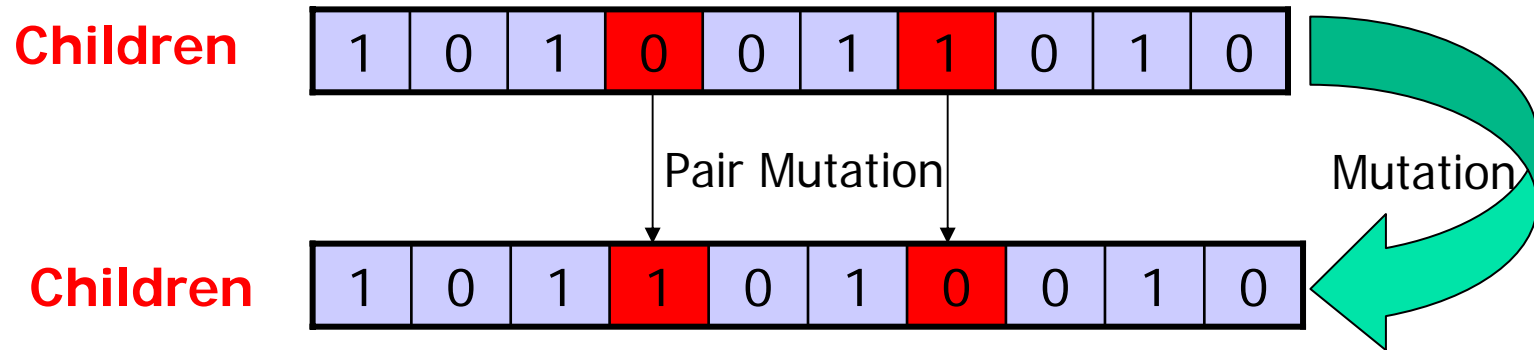 Children 1 0 1 0 0 1 1 0 1 0
Pair Mutation Mutation
Children 1 0 1 1 0 1 0 0 1 0